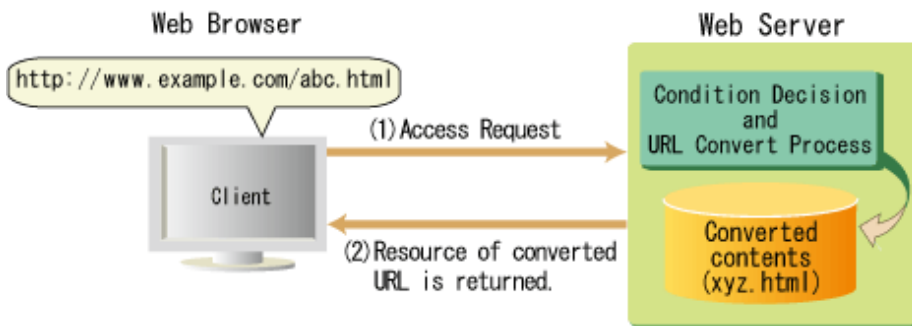 Web Browser
Web Server
http://www.example.com/abc.html
Condition Decision
and
URL Convert Process
(1)Access Request
Client
(2)Resource of converted
URL is returned.
Converted
contents
(xyz.html)